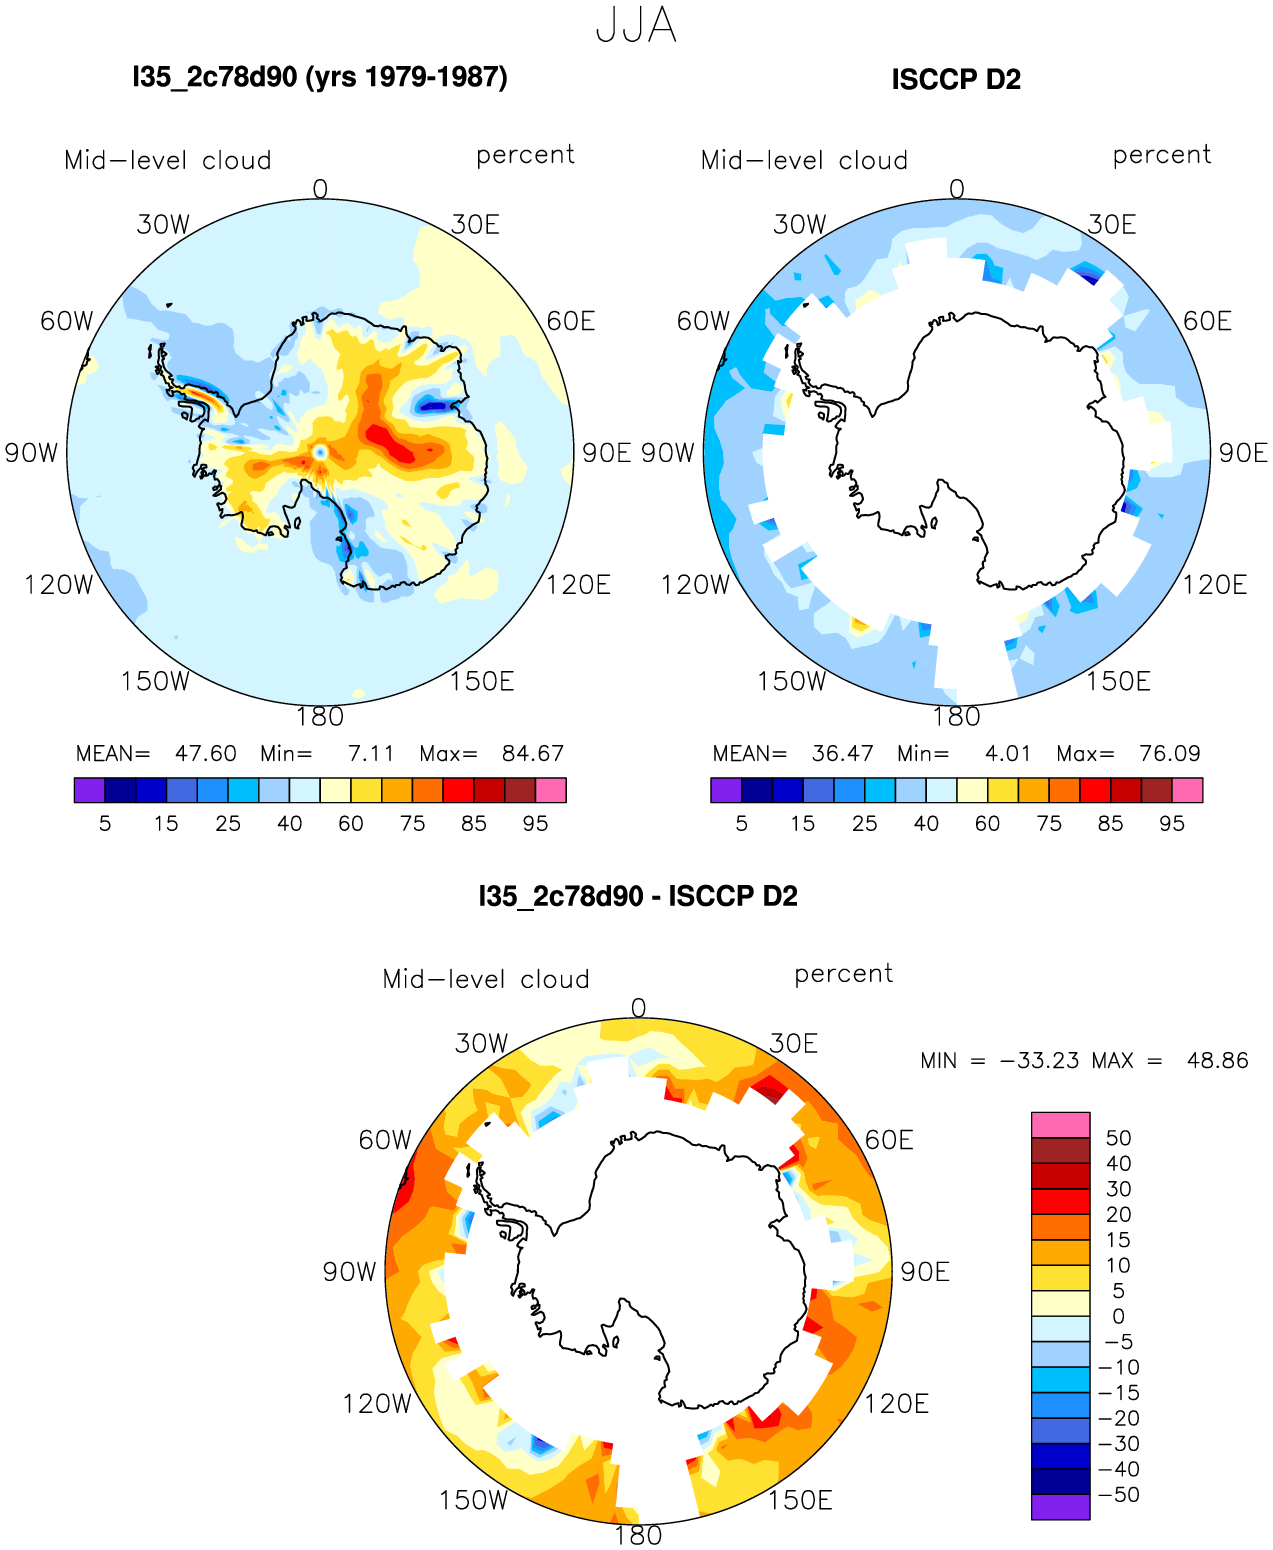 JJA
I35_2c78d90 (yrs 1979-1987)
ISCCP D2
Mid-level cloud percent
Mid-level cloud percent
0
30W 30E
60W 60E
90W 90E
120W 120E
150W 150E
180
0
30W 30E
60W 60E
90W 90E
120W 120E
150W 150E
180
MEAN= 47.60 Min= 7.11 Max= 84.67
5 15 25 40 60 75 85 95
MEAN= 36.47 Min= 4.01 Max= 76.09
5 15 25 40 60 75 85 95
I35_2c78d90 - ISCCP D2
Mid-level cloud percent
0
30W 30E
60W 60E
90W 90E
120W 120E
150W 150E
180
MIN = -33.23 MAX = 48.86
50
40
30
20
15
10
5
0
-5
-10
-15
-20
-30
-40
-50